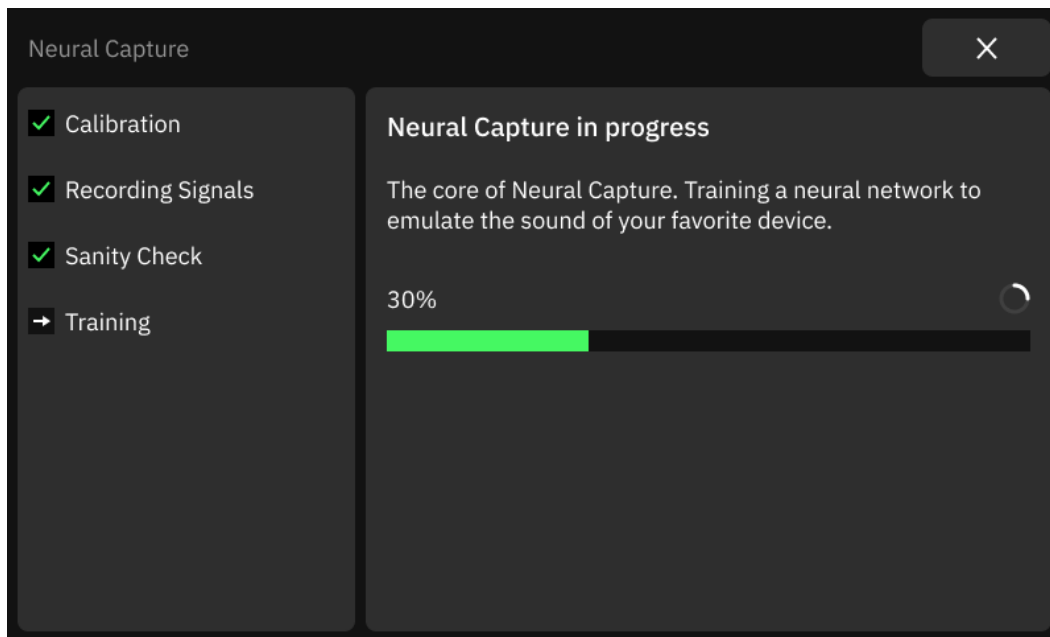 Neural Capture
Calibration
Recording Signals
Sanity Check
Training
Neural Capture in progress
The core of Neural Capture. Training a neural network to
emulate the sound of your favorite device.
30%